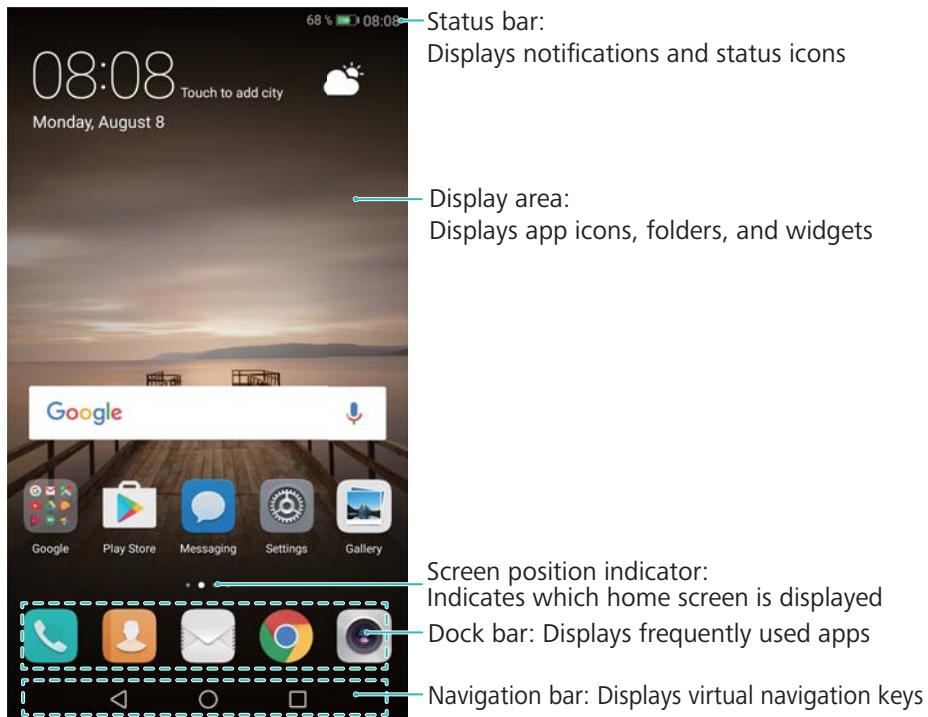 68 % 08:08
Status bar:
Displays notifications and status icons
08:08 Touch to add city
Monday, August 8
Display area:
Displays app icons, folders, and widgets
Google
Google Play Store Messaging Settings Gallery
Screen position indicator:
Indicates which home screen is displayed
Dock bar: Displays frequently used apps
Navigation bar: Displays virtual navigation keys